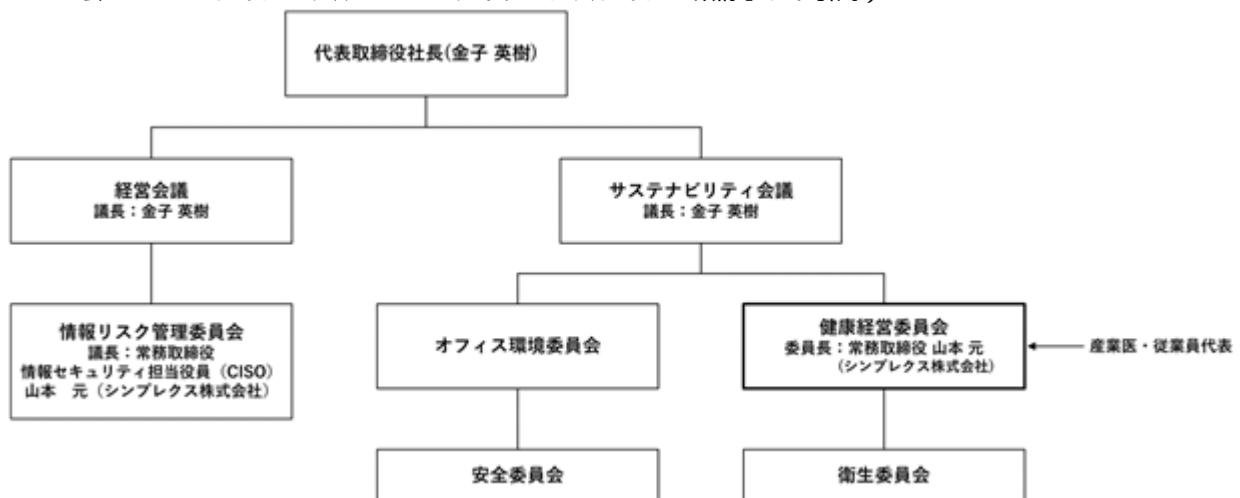 代表取締役社長(金子 英樹)
経営会議
議長：金子 英樹
サステナビリティ会議
議長：金子 英樹
情報リスク管理委員会
議長：常務取締役
情報セキュリティ担当役員（CISO）
山本　元（シンプレクス株式会社）
オフィス環境委員会
健康経営委員会
委員長：常務取締役 山本 元
（シンプレクス株式会社）
産業医・従業員代表
安全委員会
衛生委員会